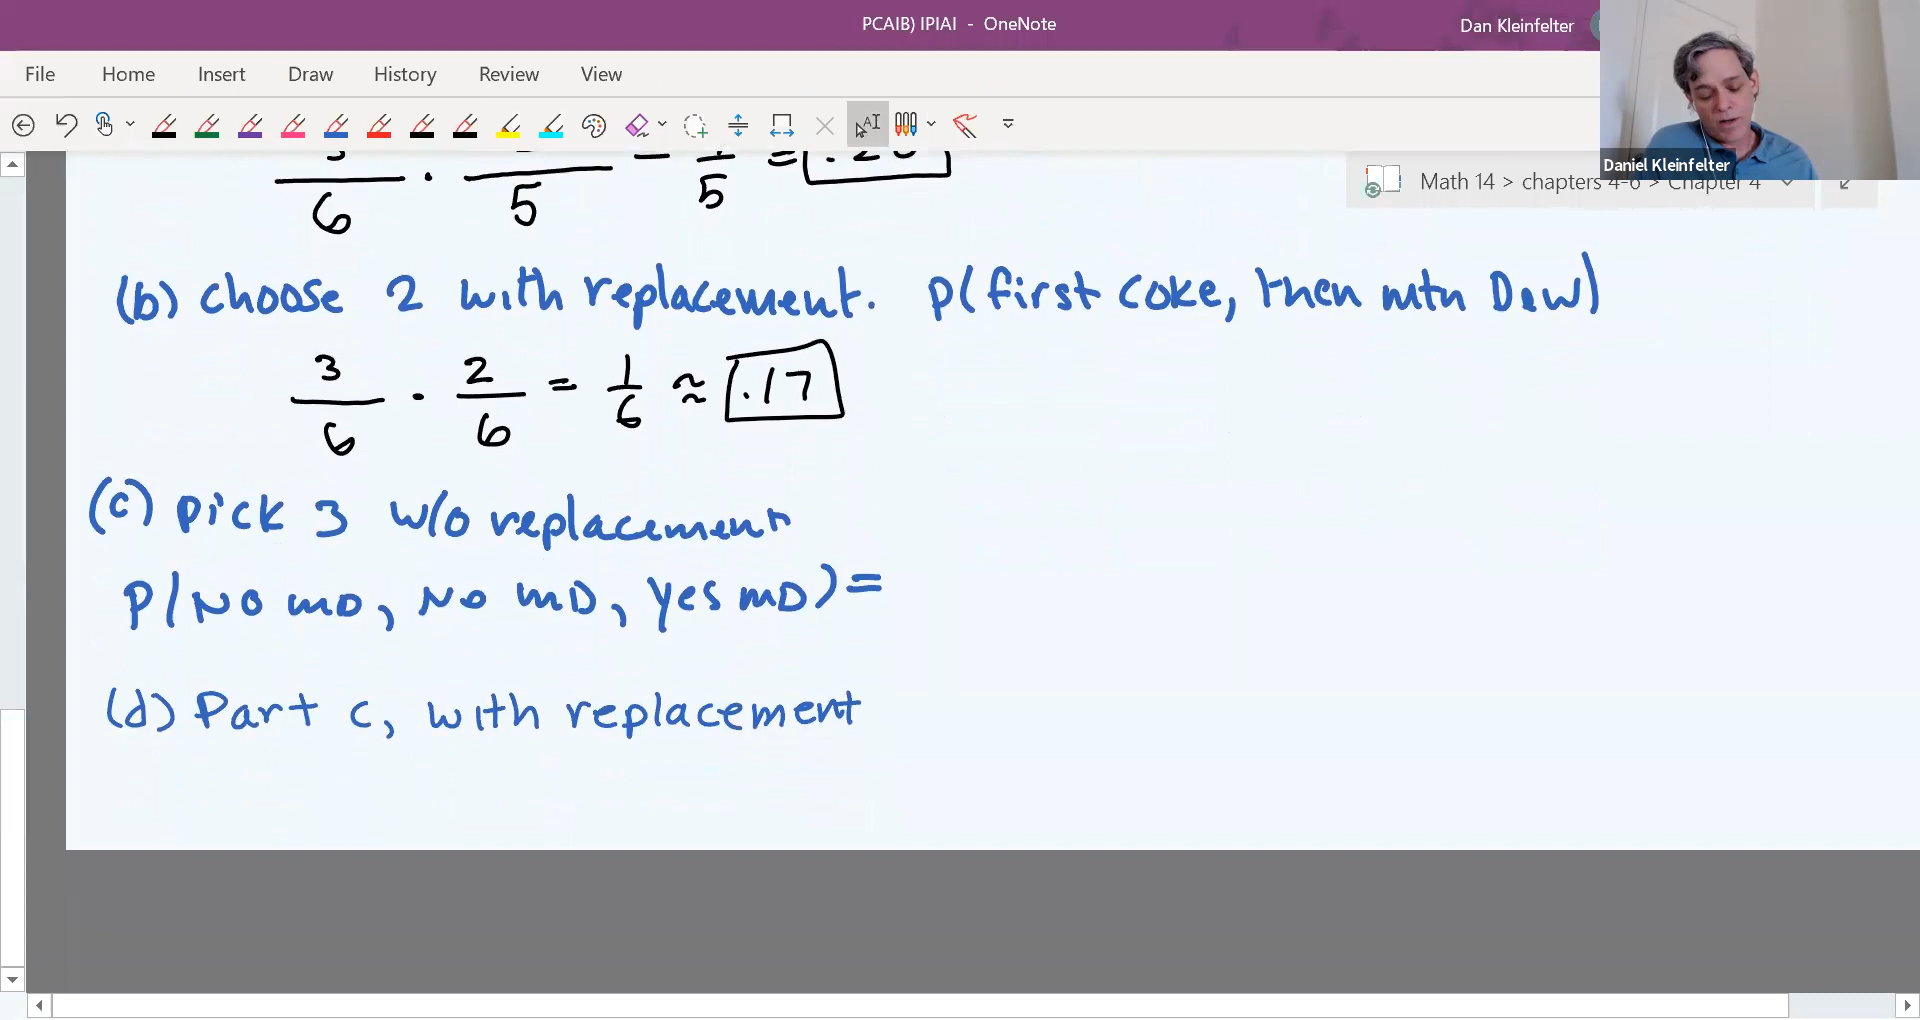 PCAIB) IPIAI - OneNote
Dan Kleinfelter
File Home Insert Draw History Review View
Daniel Kleinfelter
Math 14 > chapters 4-6 > Chapter 4
6 · 5 = 5 = .20
(b) choose 2 with replacement. P(first coke, then mtn Dew)
3/6 · 2/6 = 1/6 ≈ .17
(c) pick 3 w/o replacement
P(No MD, No MD, Yes MD) =
(d) Part c, with replacement